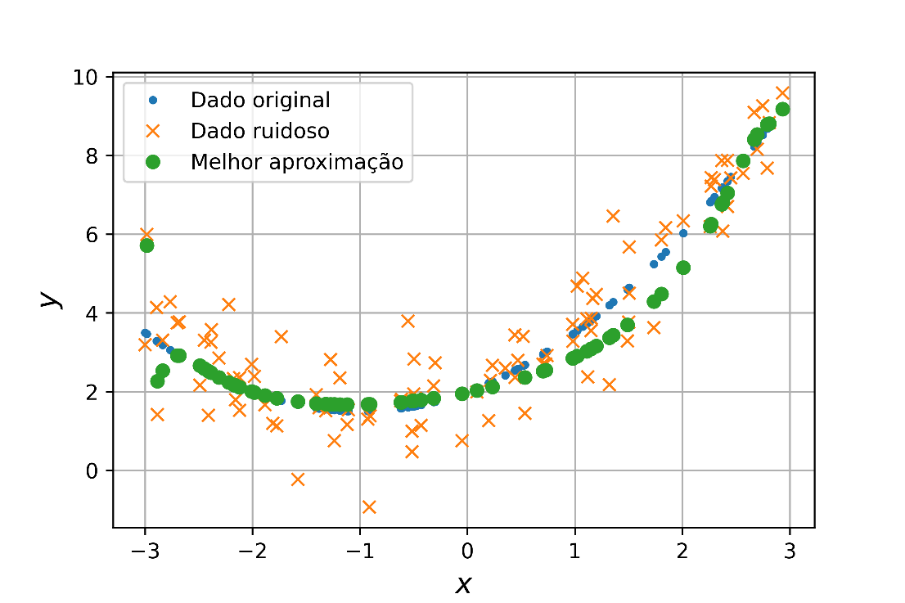 10
8
6
4
2
0
y
Dado original
Dado ruidoso
Melhor aproximação
−3
−2
−1
0
1
2
3
x